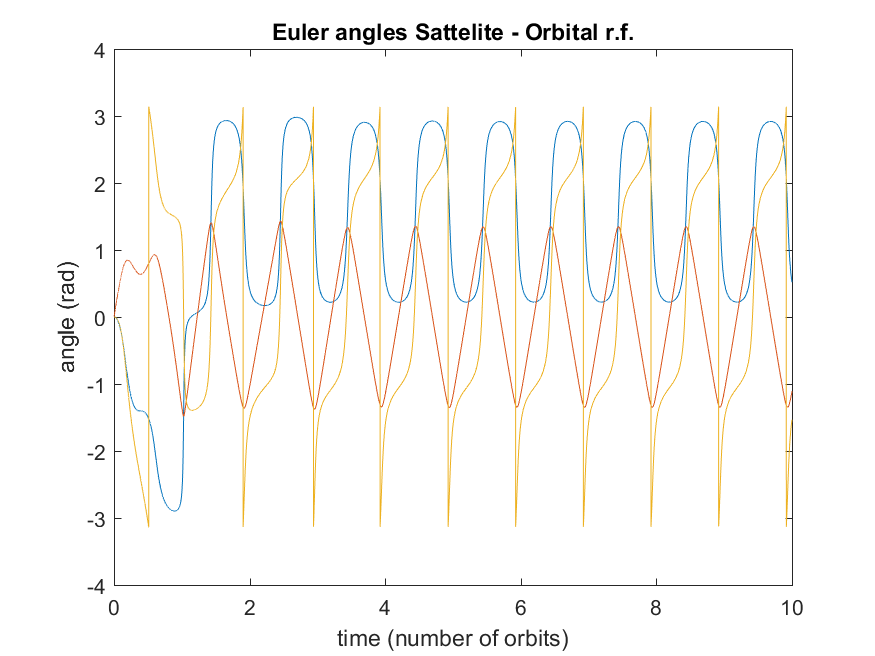 Euler angles Sattelite - Orbital r.f.
4
3
2
1
0
-1
-2
-3
-4
angle (rad)
0 2 4 6 8 10
time (number of orbits)